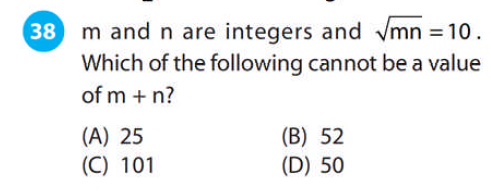 38 m and n are integers and √mn = 10.
Which of the following cannot be a value
of m + n?
(A) 25 (B) 52
(C) 101 (D) 50